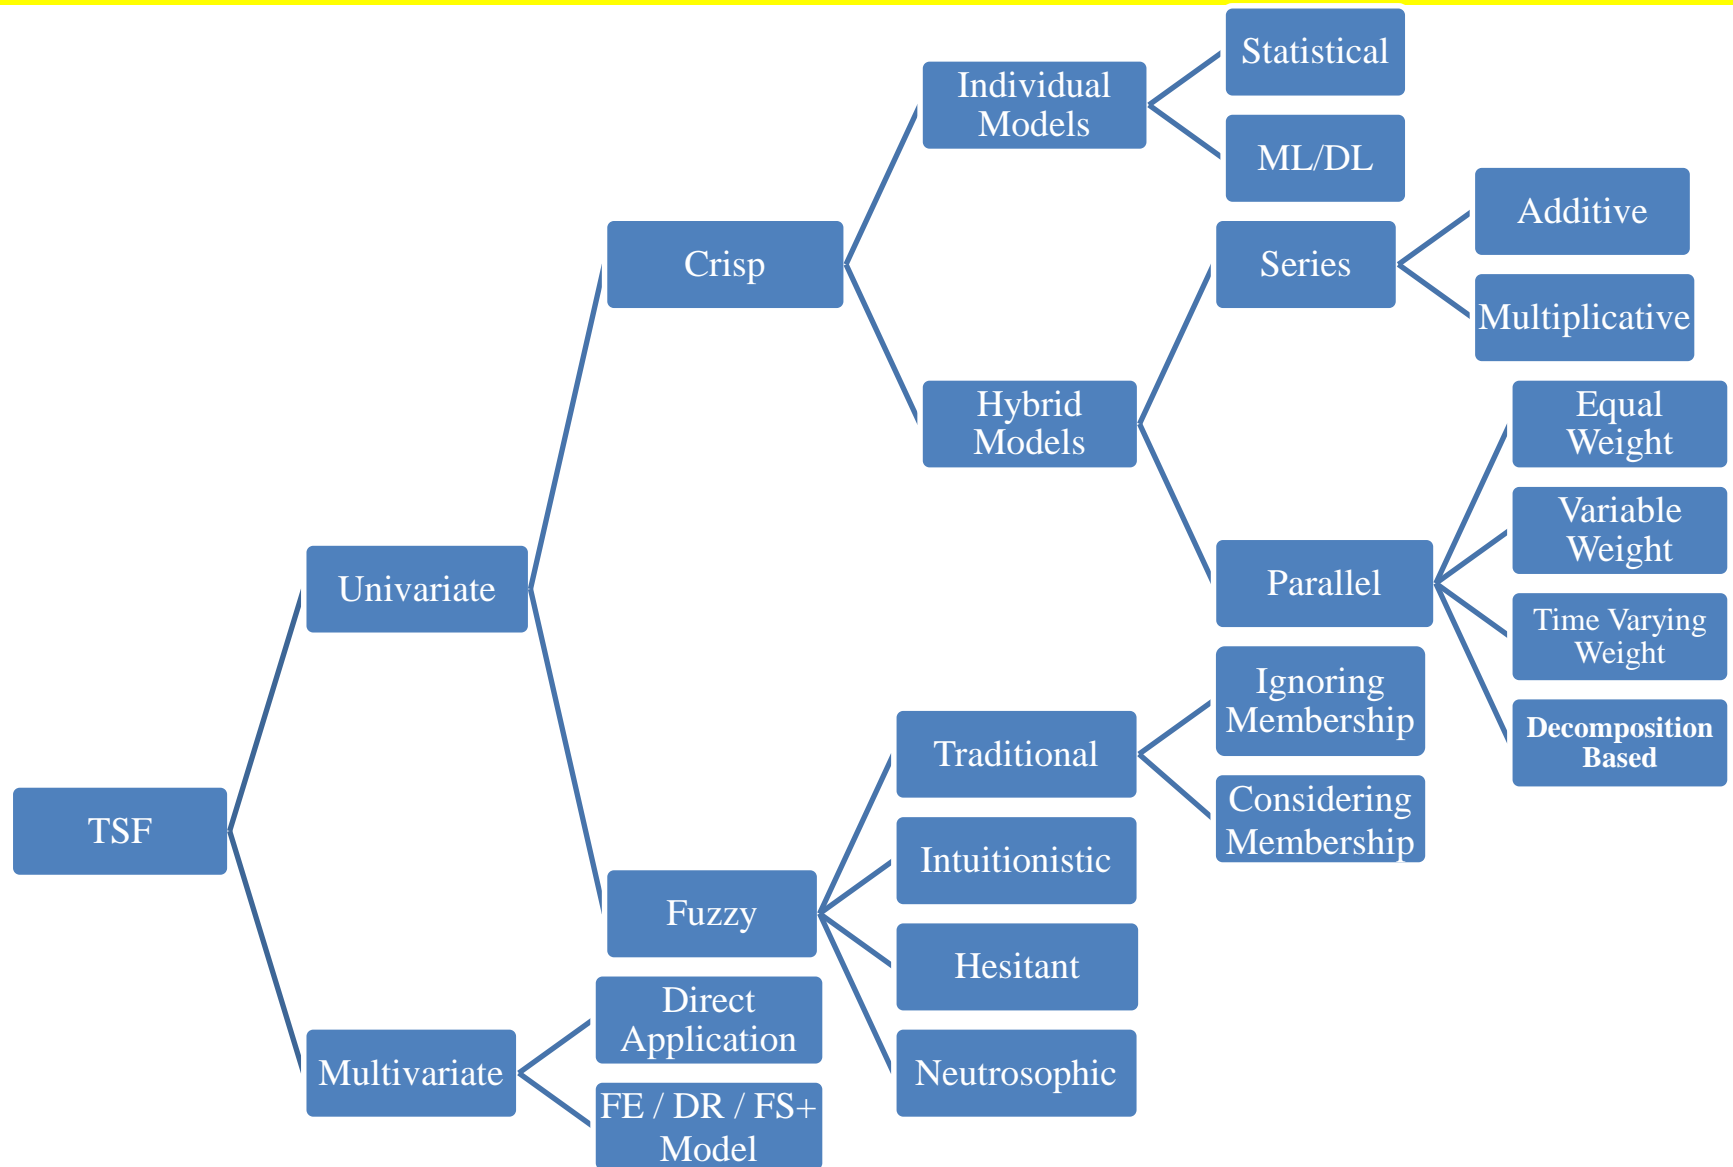 Statistical
Individual
Models
ML/DL
Additive
Crisp
Series
Multiplicative
Hybrid
Models
Equal
Weight
Variable
Weight
Univariate
Parallel
Time Varying
Weight
Ignoring
Membership
Decomposition
Based
Traditional
Considering
Membership
TSF
Intuitionistic
Fuzzy
Hesitant
Direct
Application
Multivariate
Neutrosophic
FE / DR / FS+
Model